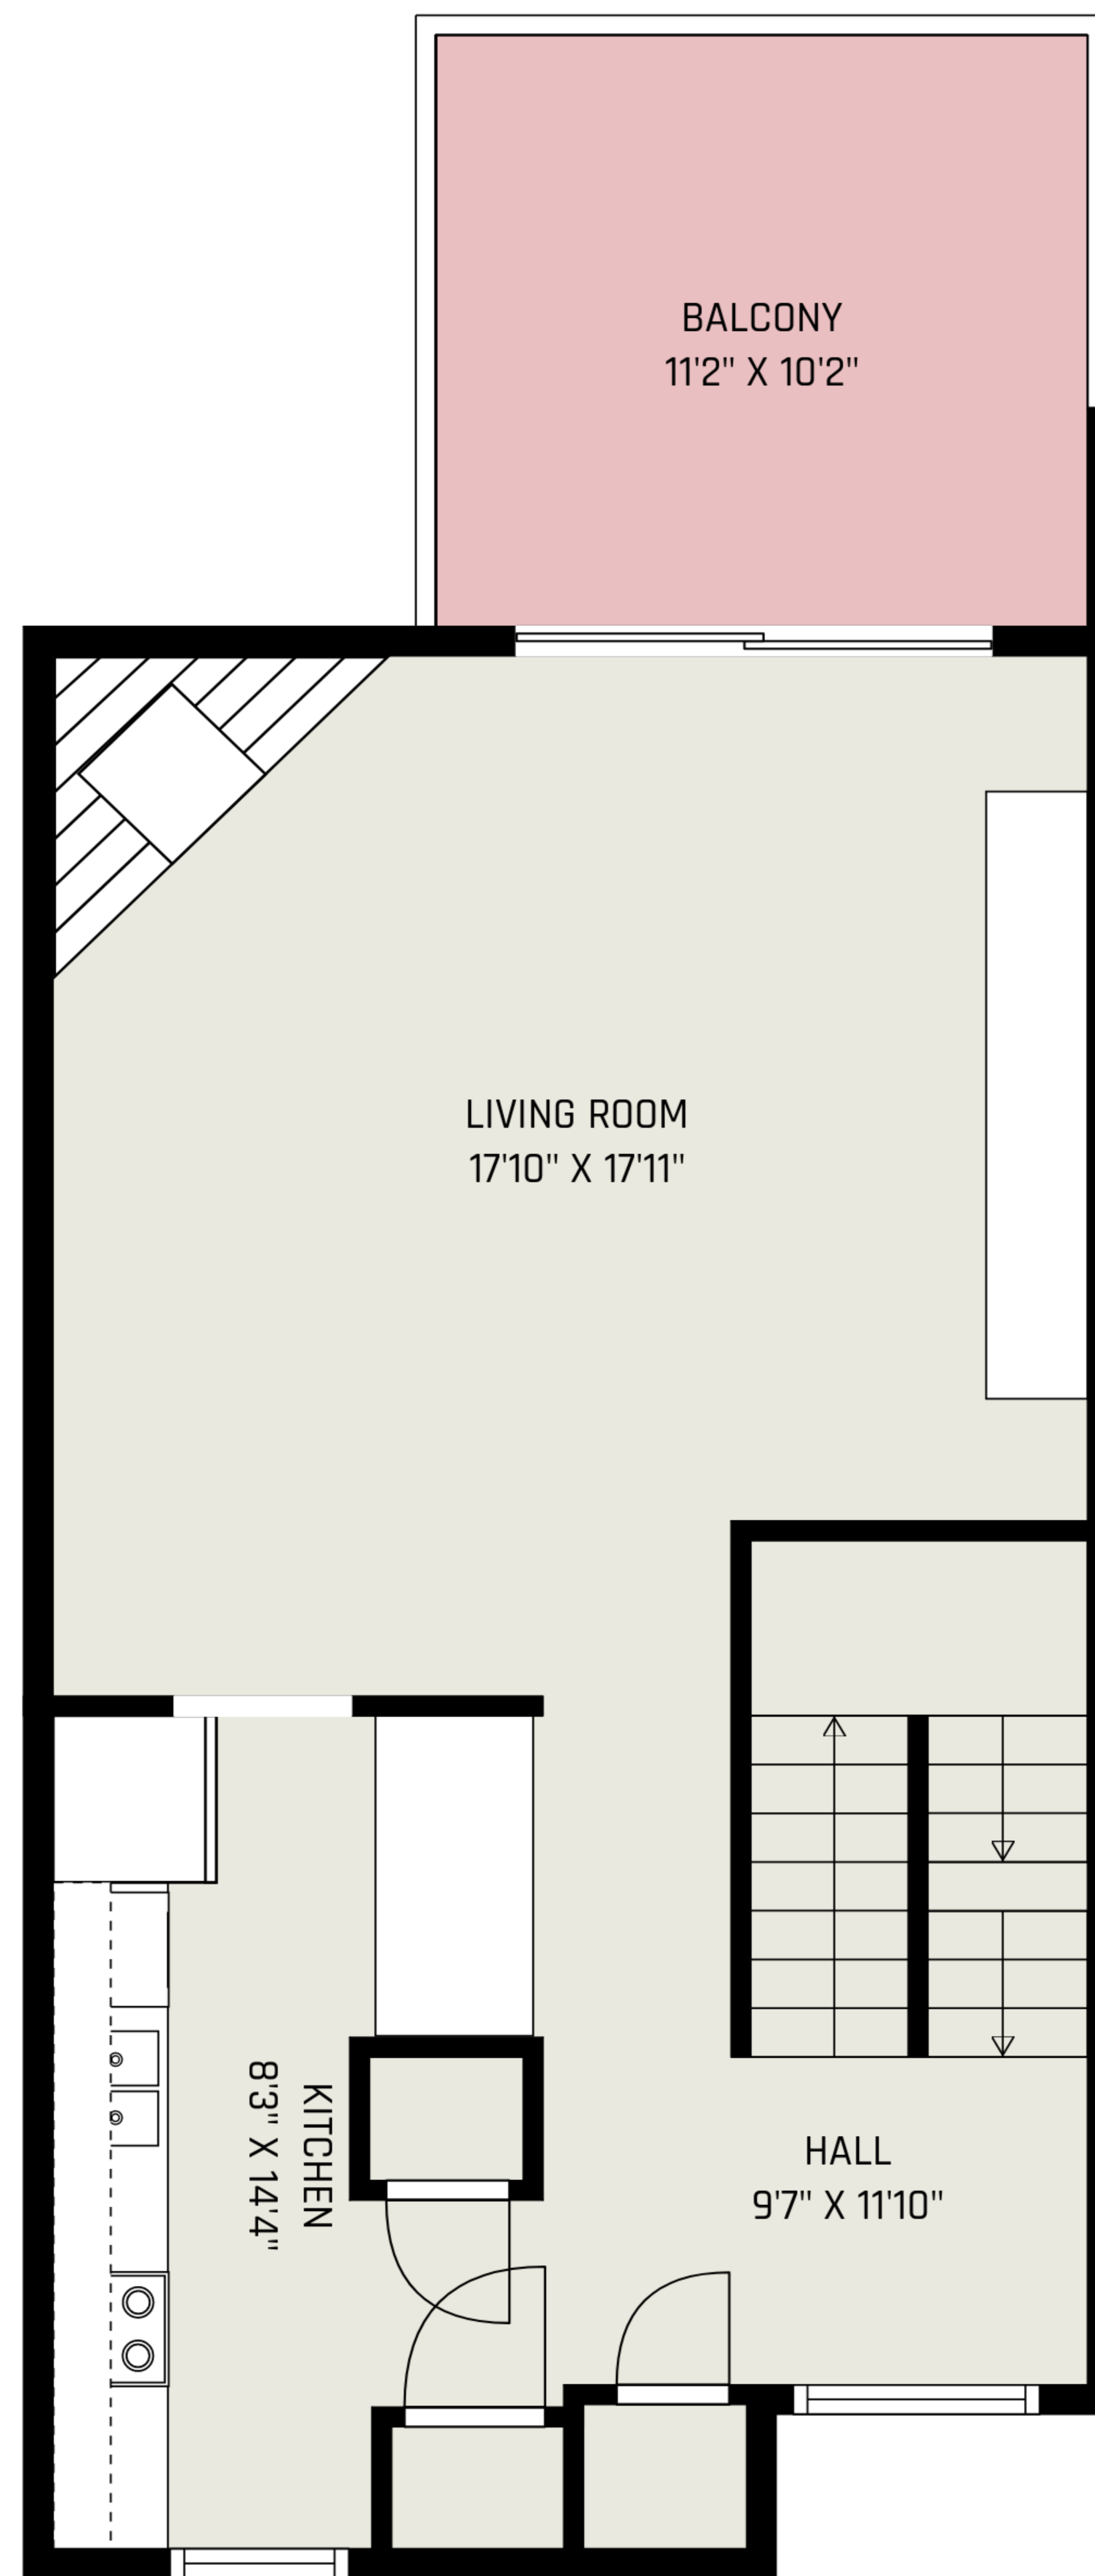 BALCONY
11'2" X 10'2"
LIVING ROOM
17'10" X 17'11"
KITCHEN
8'3" X 14'4"
HALL
9'7" X 11'10"